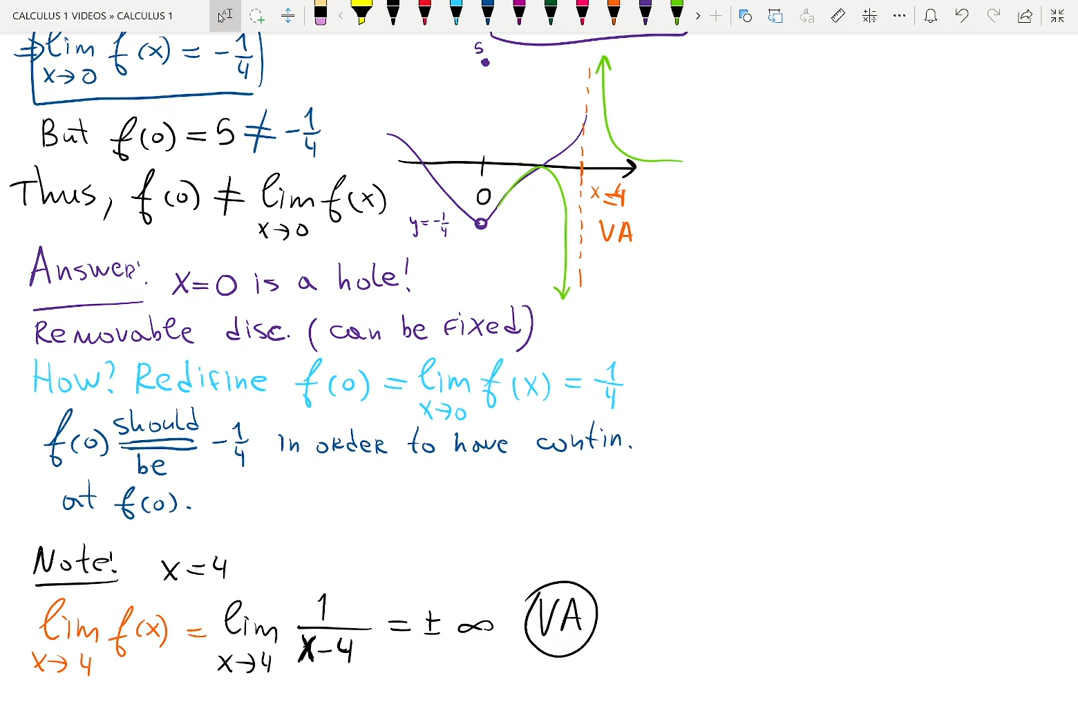 CALCULUS 1 VIDEOS » CALCULUS 1
⇒ lim f(x) = -1/4
x→0
But f(0) = 5 ≠ -1/4
Thus, f(0) ≠ lim f(x)
x→0
5
0
y = -1/4
x=4
VA
Answer: x=0 is a hole!
Removable disc. (can be fixed)
How? Redifine f(0) = lim f(x) = 1/4
x→0
f(0) should be -1/4 in order to have contin.
at f(0).
Note! x=4
lim f(x) = lim 1/(x-4) = ± ∞ VA
x→4 x→4